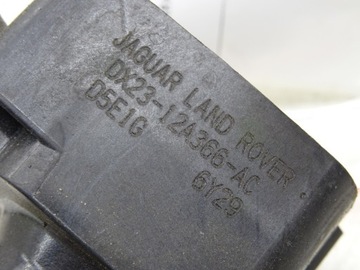 JAGUAR LAND ROVER
DX23-12A366-AC
D5E1G
6Y29